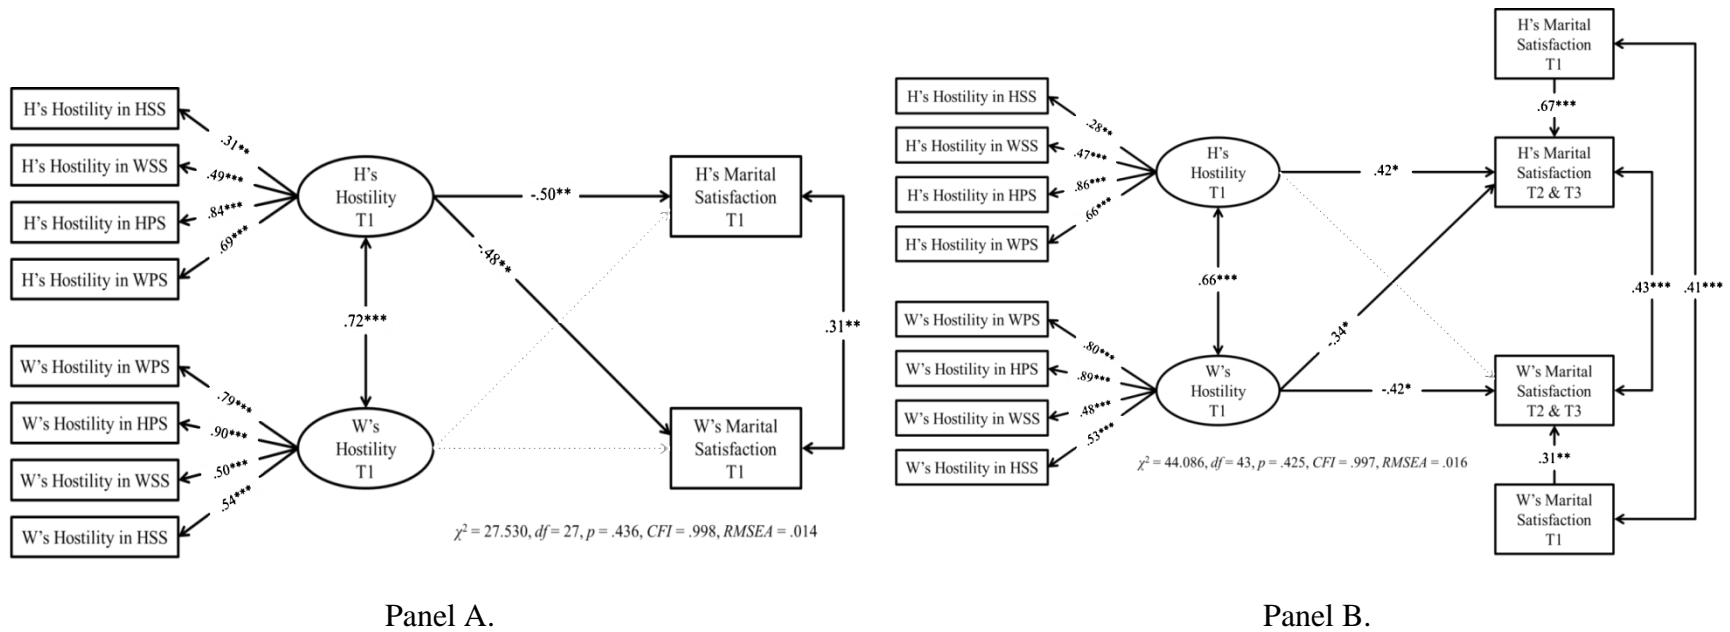 H's Hostility in HSS
H's Hostility in WSS
H's Hostility in HPS
H's Hostility in WPS
W's Hostility in WPS
W's Hostility in HPS
W's Hostility in WSS
W's Hostility in HSS
.31**
.49***
.84***
.69***
.79***
.90***
.50***
.54***
H's
Hostility
T1
.72***
W's
Hostility
T1
-.50**
-.48**
H's Marital
Satisfaction
T1
.31**
W's Marital
Satisfaction
T1
χ² = 27.530, df = 27, p = .436, CFI = .998, RMSEA = .014
Panel A.
H's Hostility in HSS
H's Hostility in WSS
H's Hostility in HPS
H's Hostility in WPS
W's Hostility in WPS
W's Hostility in HPS
W's Hostility in WSS
W's Hostility in HSS
.28**
.47***
.86***
.66***
.80***
.89***
.48***
.53***
H's
Hostility
T1
.66***
W's
Hostility
T1
.42*
-.34*
-.42*
H's Marital
Satisfaction
T1
.67***
H's Marital
Satisfaction
T2 & T3
.43***
.41***
W's Marital
Satisfaction
T2 & T3
.31**
W's Marital
Satisfaction
T1
χ² = 44.086, df = 43, p = .425, CFI = .997, RMSEA = .016
Panel B.